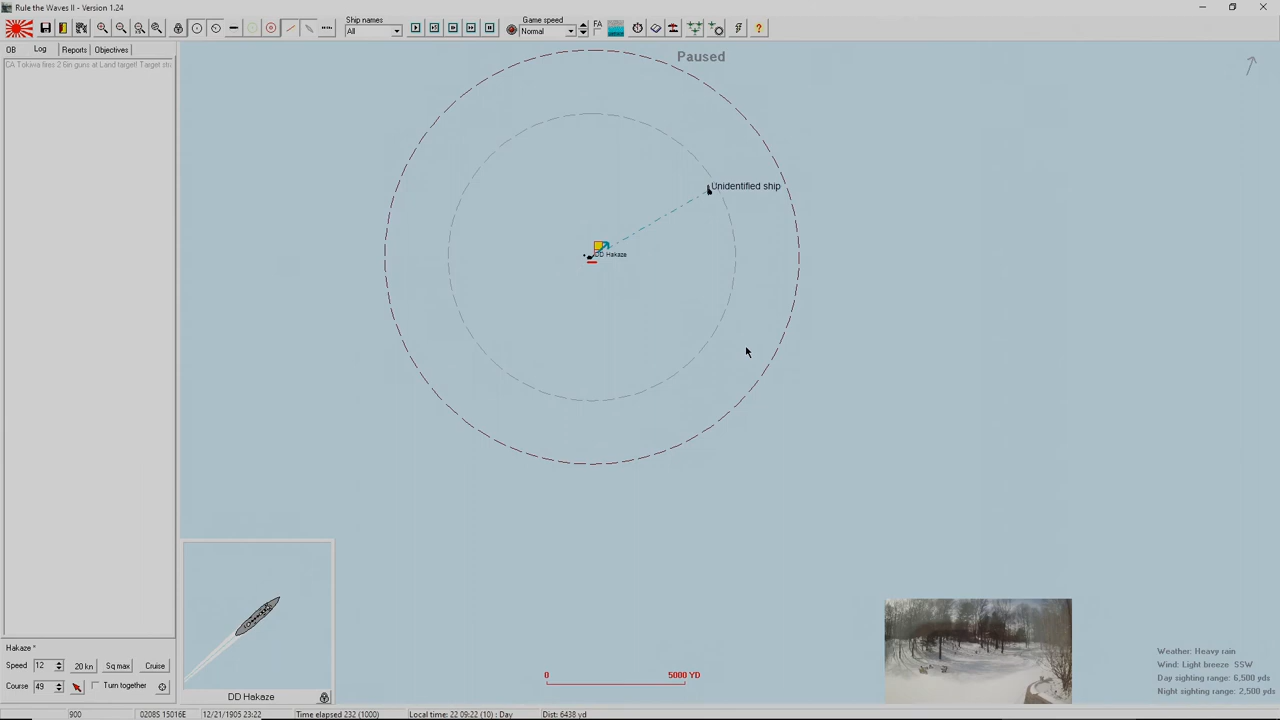 Rule the Waves II - Version 1.24
Ship names
All
Game speed
Normal
FA
OB
Log
Reports
Objectives
CA Tokiwa fires 2 6in guns at Land target! Target stru
Paused
Unidentified ship
DD Hakaze
Hakaze *
Speed
12
20 kn
Sq max
Cruise
Course
49
Turn together
DD Hakaze
0
5000 YD
Weather: Heavy rain
Wind: Light breeze SSW
Day sighting range: 6,500 yds
Night sighting range: 2,500 yds
900
02085 15016E
12/21/1905 23:22
Time elapsed 232 (1000)
Local time: 22 09:22 (10) : Day
Dist: 6438 yd